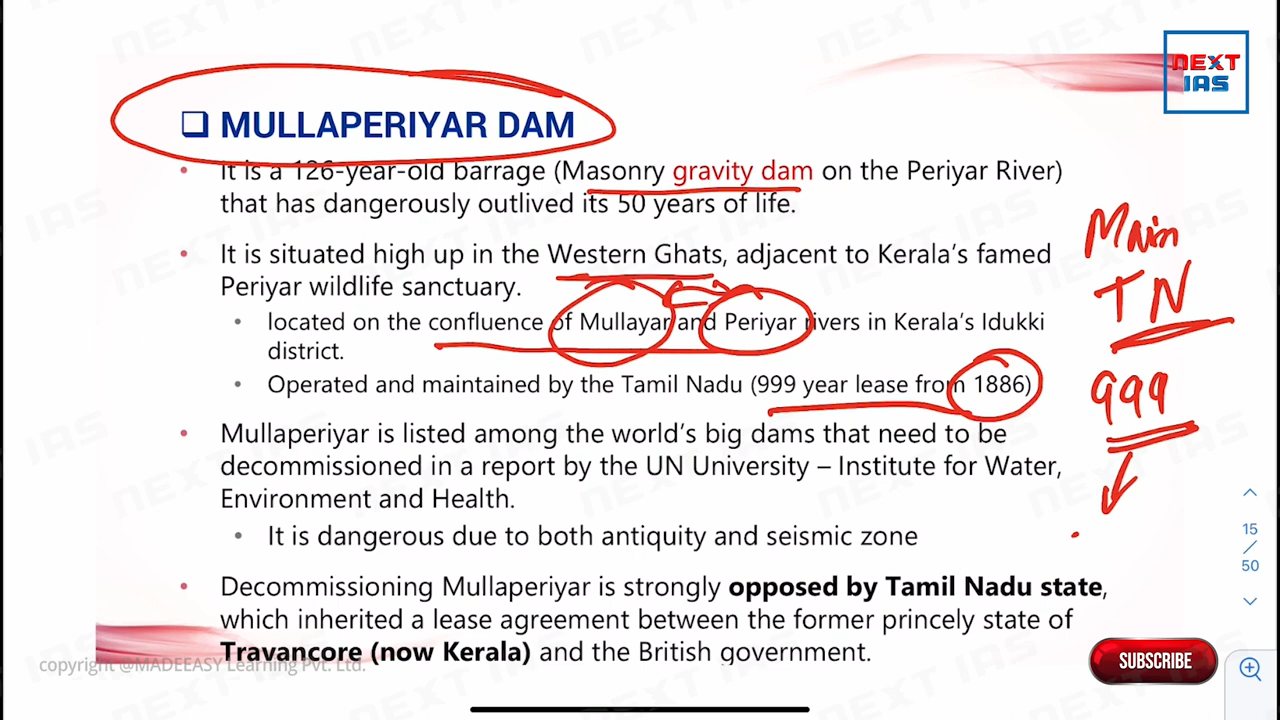 NEXT
IAS
❑ MULLAPERIYAR DAM
• It is a 126-year-old barrage (Masonry gravity dam on the Periyar River)
that has dangerously outlived its 50 years of life.
• It is situated high up in the Western Ghats, adjacent to Kerala’s famed
Periyar wildlife sanctuary.
• located on the confluence of Mullayar and Periyar rivers in Kerala’s Idukki
district.
• Operated and maintained by the Tamil Nadu (999 year lease from 1886)
Main
TN
999
• Mullaperiyar is listed among the world’s big dams that need to be
decommissioned in a report by the UN University – Institute for Water,
Environment and Health.
• It is dangerous due to both antiquity and seismic zone
15
/
50
• Decommissioning Mullaperiyar is strongly opposed by Tamil Nadu state,
which inherited a lease agreement between the former princely state of
Travancore (now Kerala) and the British government.
copyright @MADEEASY Learning Pvt. Ltd.
SUBSCRIBE